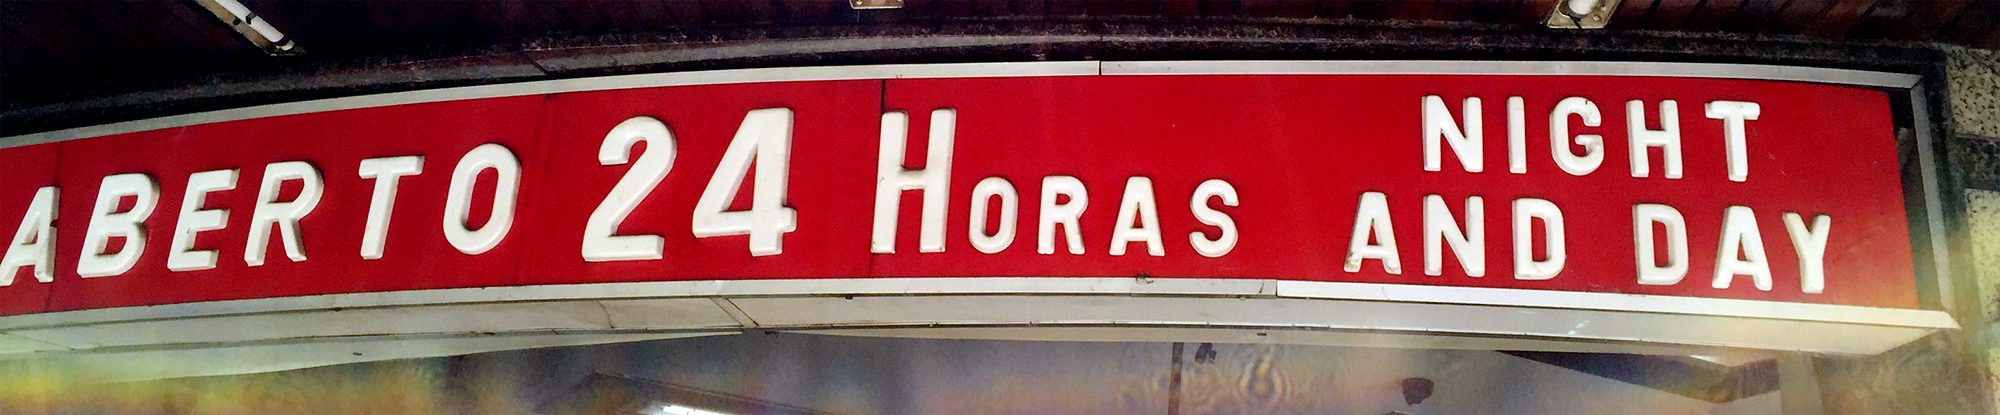 ABERTO 24 HORAS
NIGHT
AND DAY